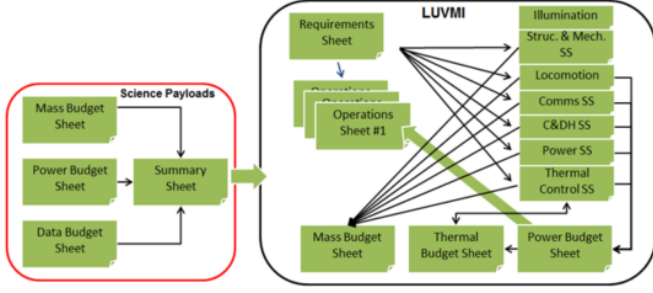 LUVMI
Requirements
Sheet
Illumination
Struc. & Mech.
SS
Locomotion
Comms SS
C&DH SS
Power SS
Thermal
Control SS
Operations
Operations
Operations
Sheet #1
Science Payloads
Mass Budget
Sheet
Power Budget
Sheet
Summary
Sheet
Data Budget
Sheet
Mass Budget
Sheet
Thermal
Budget Sheet
Power Budget
Sheet